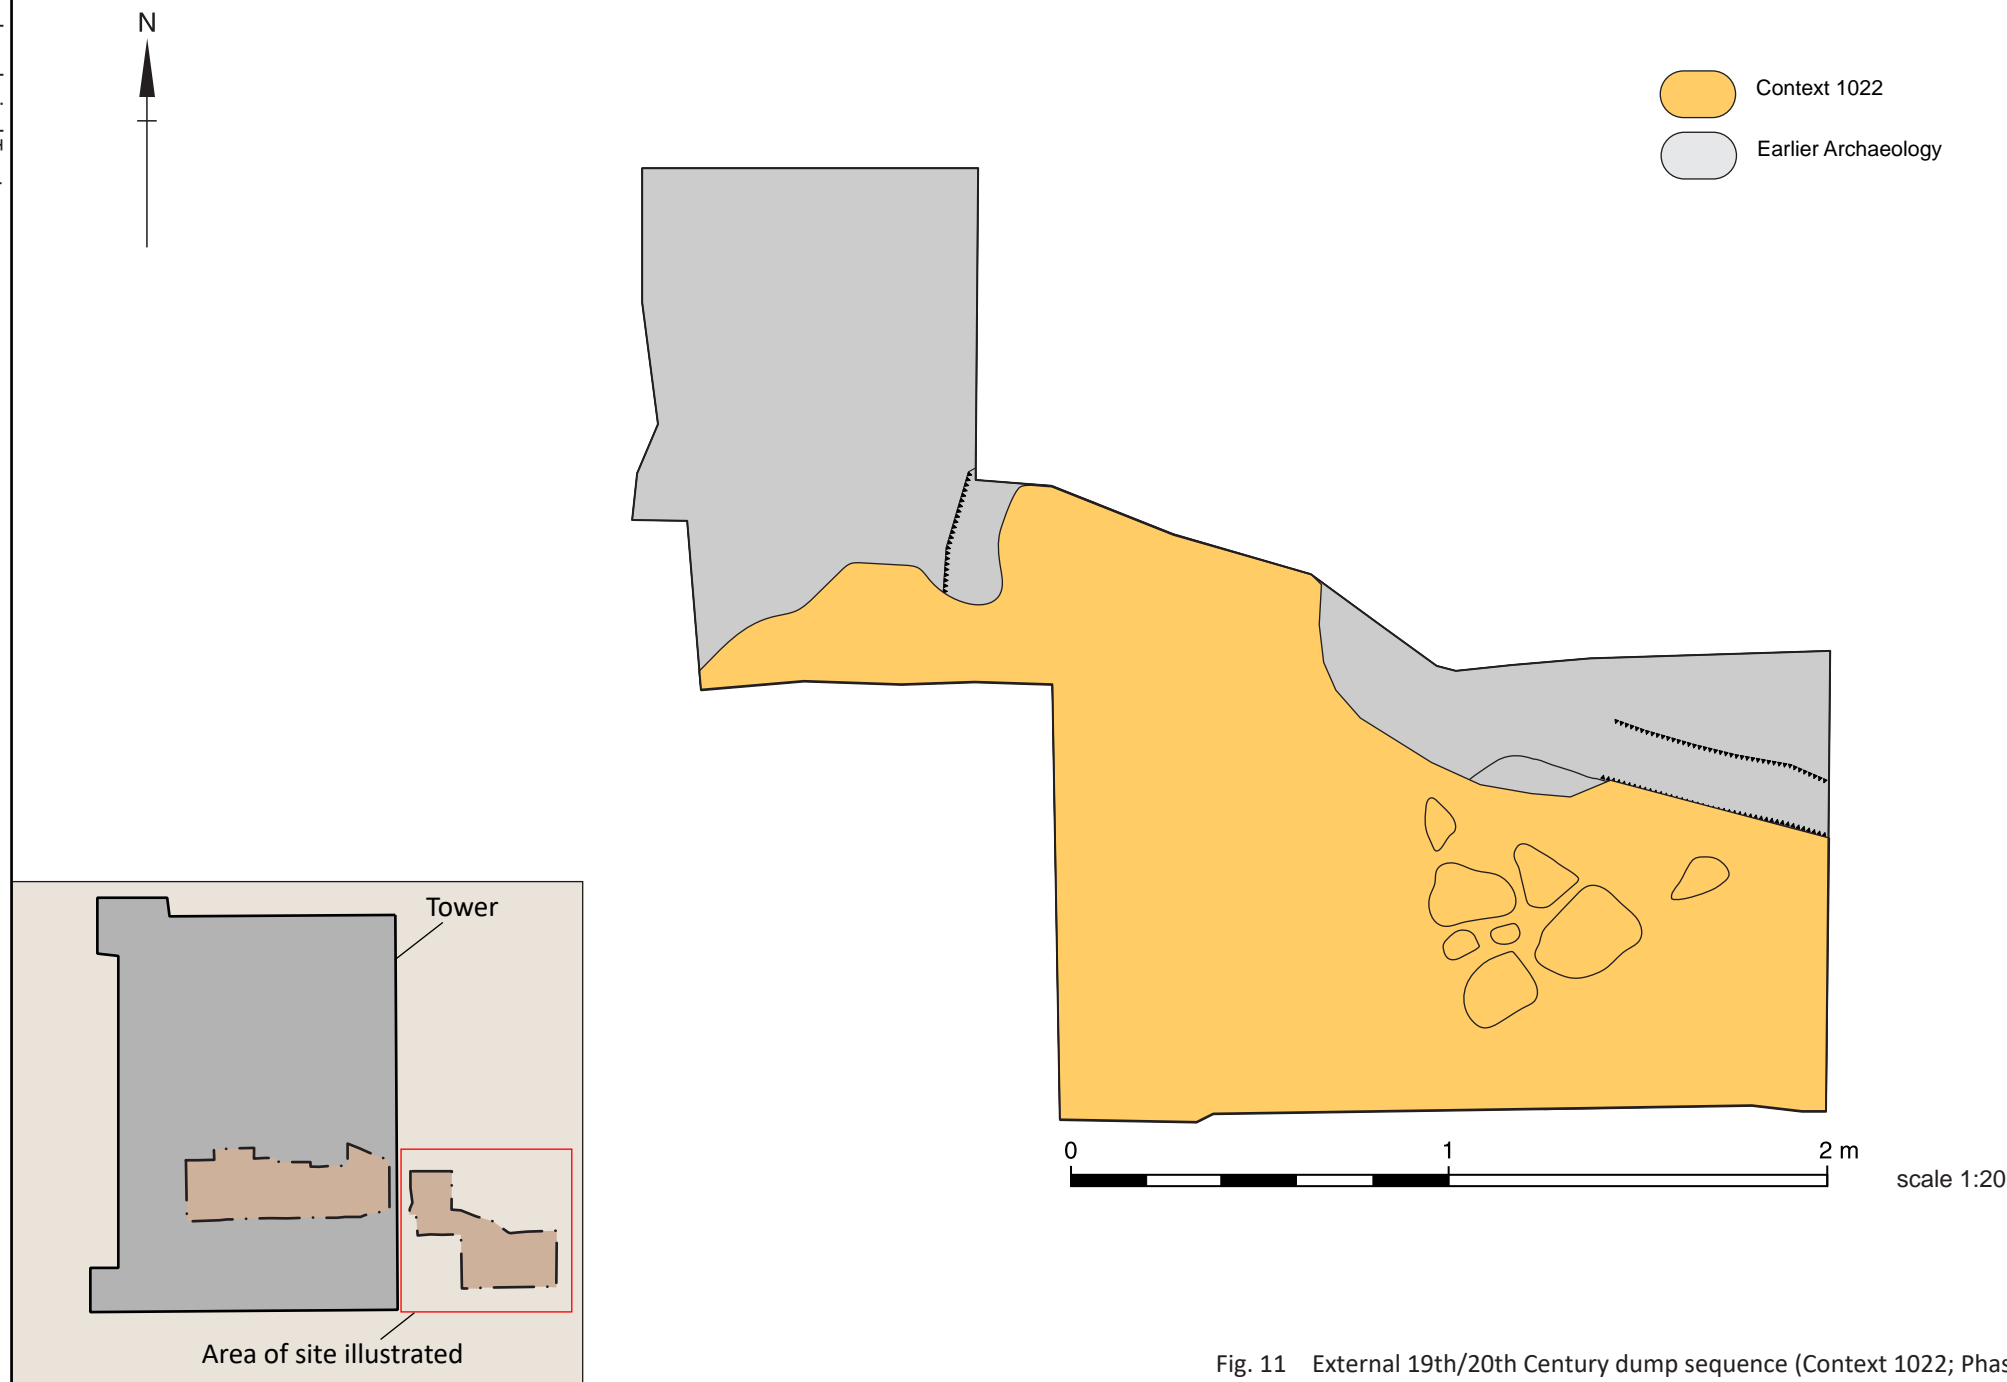 N
Context 1022
Earlier Archaeology
Tower
Area of site illustrated
0 1 2 m
scale 1:20
Fig. 11 External 19th/20th Century dump sequence (Context 1022;